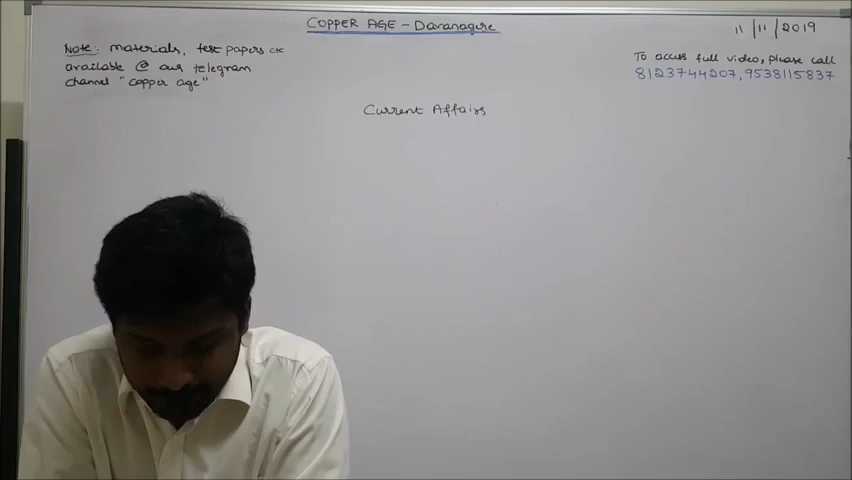 COPPER AGE - Davanagere
11/11/2019
Note: materials, test papers etc
available @ our telegram
channel "copper age"
To access full video, please call
8123744207, 9538115837
Current Affairs